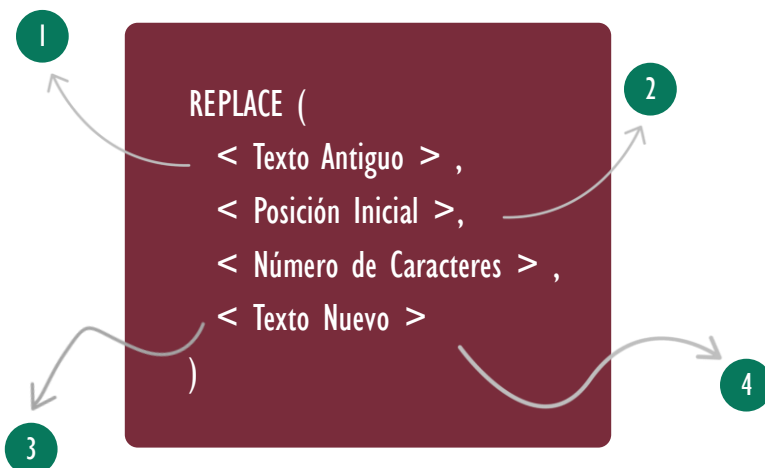 1
REPLACE (
2
< Texto Antiguo > ,
< Posición Inicial >,
< Número de Caracteres > ,
< Texto Nuevo >
)
4
3